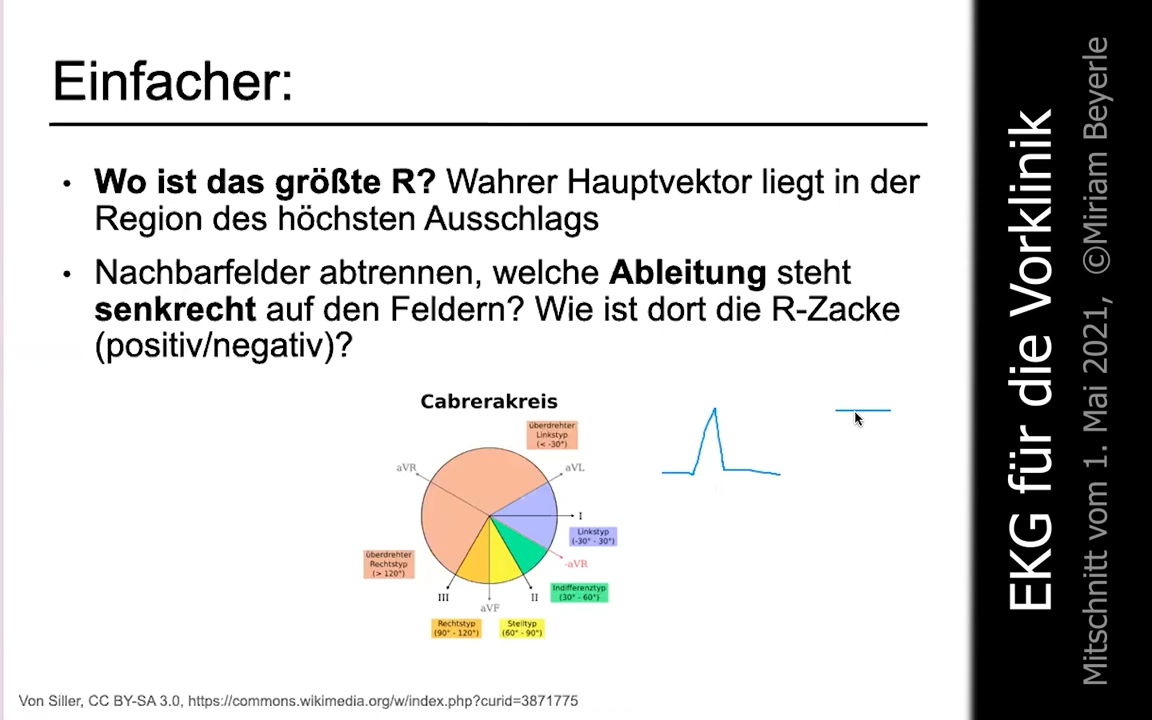 Einfacher:
• Wo ist das größte R? Wahrer Hauptvektor liegt in der
Region des höchsten Ausschlags
• Nachbarfelder abtrennen, welche Ableitung steht
senkrecht auf den Feldern? Wie ist dort die R-Zacke
(positiv/negativ)?
Cabrerakreis
überdrehter
Linkstyp
(< -30°)
aVR
aVL
I
Linkstyp
(-30° - 30°)
überdrehter
Rechtstyp
(> 120°)
-aVR
Indifferenztyp
(30° - 60°)
III
II
aVF
Rechtstyp
(90° - 120°)
Steiltyp
(60° - 90°)
Von Siller, CC BY-SA 3.0, https://commons.wikimedia.org/w/index.php?curid=3871775
EKG für die Vorklinik
Mitschnitt vom 1. Mai 2021, ©Miriam Beyerle